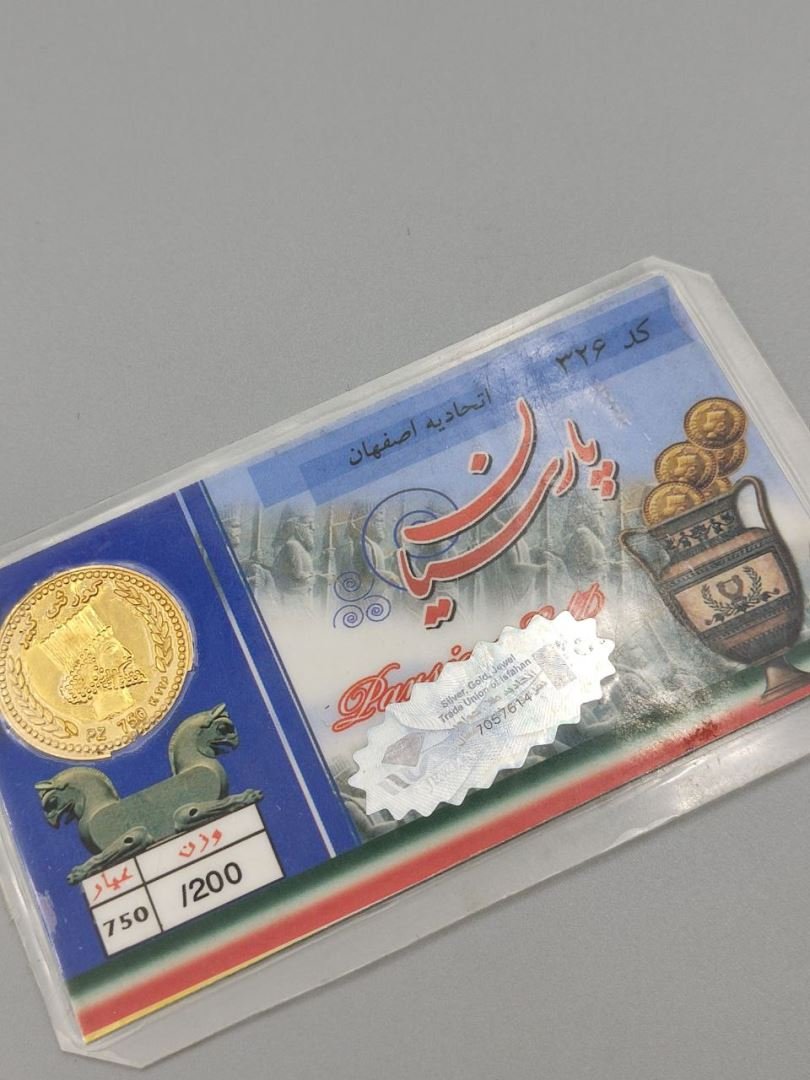 کد ۳۲۶
اتحادیه اصفهان
پارسیان
Parsian
Silver, Gold, Jewel
Trade Union of Isfahan
7057614
PZ 750
وزن
عیار
/200
750